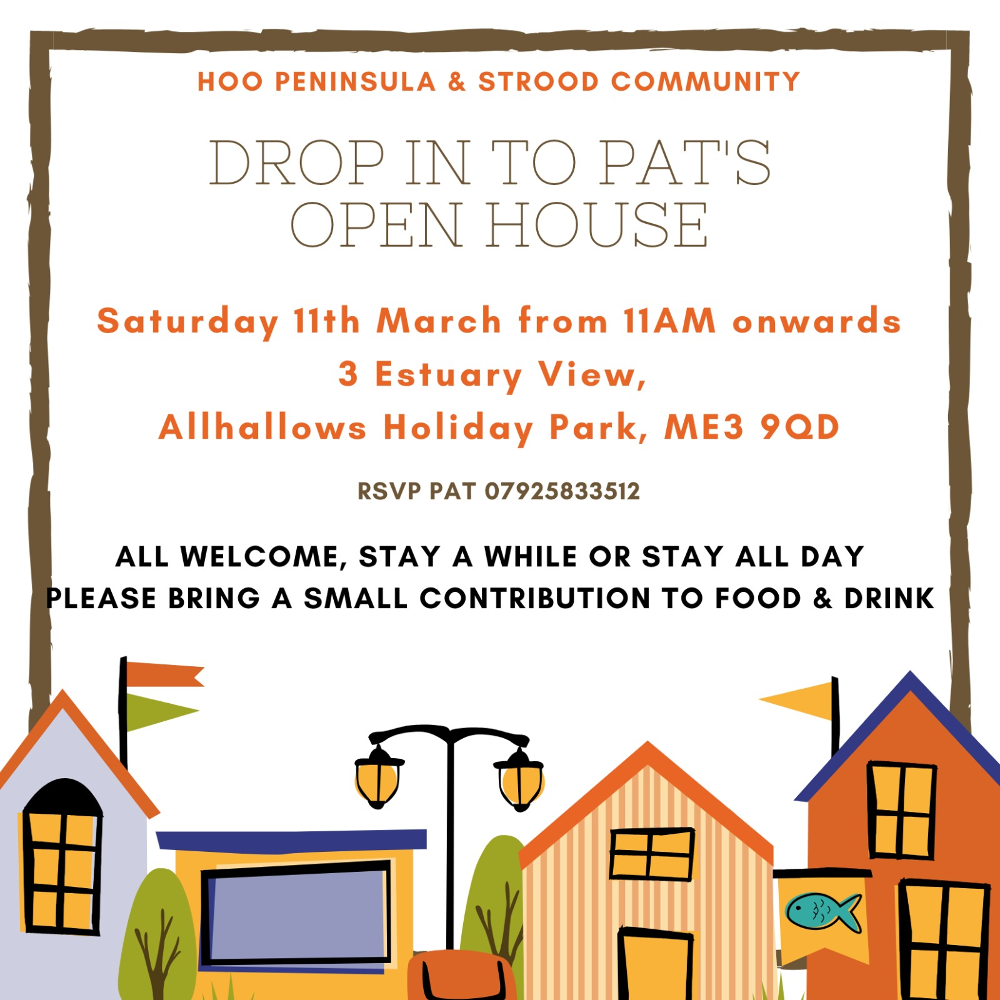 HOO PENINSULA & STROOD COMMUNITY
DROP IN TO PAT'S
OPEN HOUSE
Saturday 11th March from 11AM onwards
3 Estuary View,
Allhallows Holiday Park, ME3 9QD
RSVP PAT 07925833512
ALL WELCOME, STAY A WHILE OR STAY ALL DAY
PLEASE BRING A SMALL CONTRIBUTION TO FOOD & DRINK